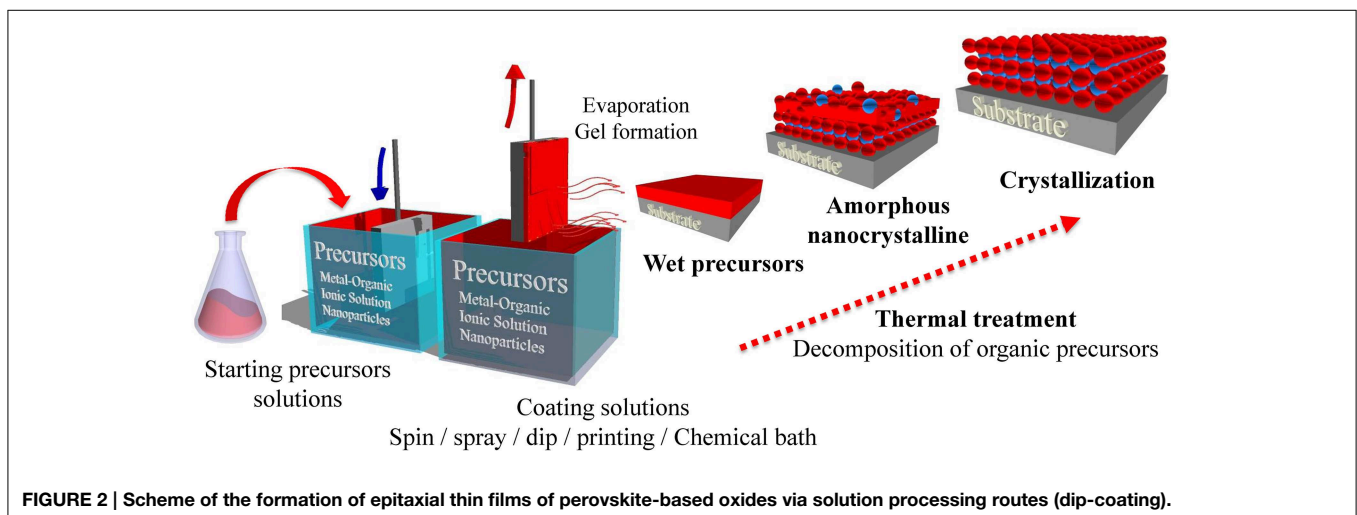 Starting precursors
solutions
Precursors
Metal-Organic
Ionic Solution
Nanoparticles
Precursors
Metal-Organic
Ionic Solution
Nanoparticles
Coating solutions
Spin / spray / dip / printing / Chemical bath
Evaporation
Gel formation
Substrate
Wet precursors
Substrate
Amorphous
nanocrystalline
Substrate
Crystallization
Thermal treatment
Decomposition of organic precursors
FIGURE 2 | Scheme of the formation of epitaxial thin films of perovskite-based oxides via solution processing routes (dip-coating).